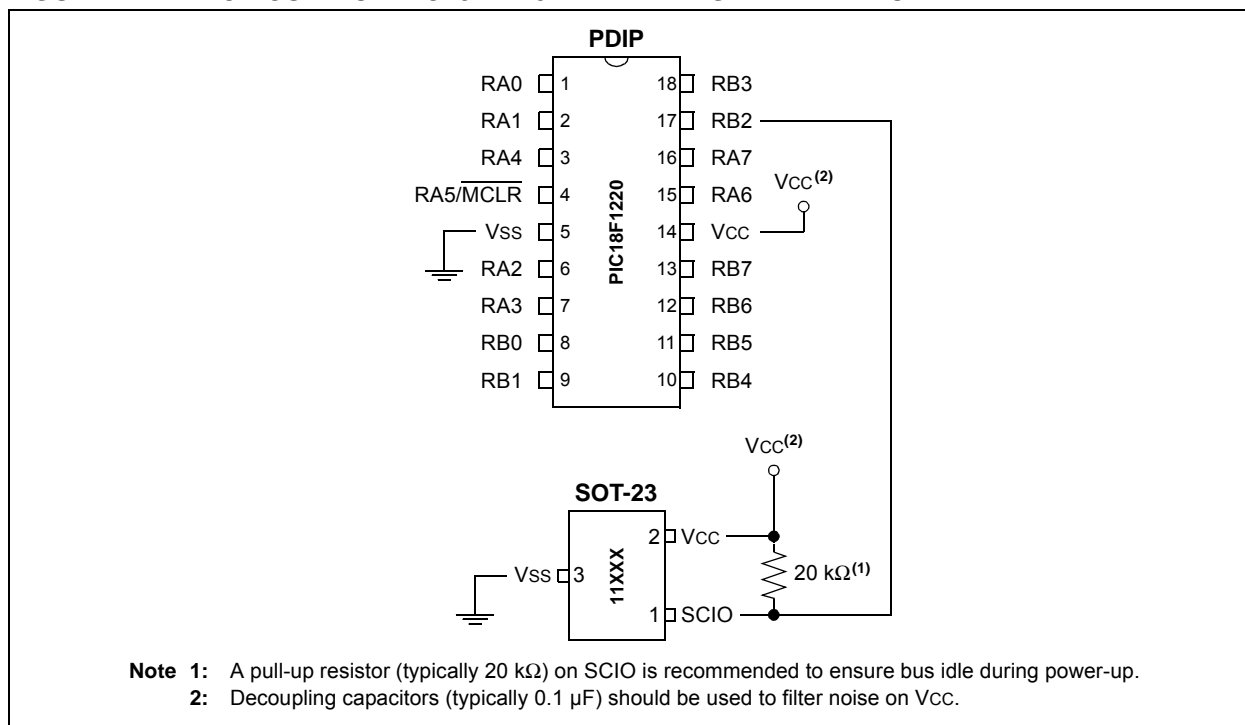 PDIP
RA0 1 18 RB3
RA1 2 17 RB2
RA4 3 16 RA7
RA5/MCLR 4 15 RA6
VCC(2)
VSS 5 14 VCC
RA2 6 13 RB7
RA3 7 12 RB6
RB0 8 11 RB5
RB1 9 10 RB4
PIC18F1220
VCC(2)
SOT-23
2 VCC
VSS 3
11XXX
20 kΩ(1)
1 SCIO
Note 1: A pull-up resistor (typically 20 kΩ) on SCIO is recommended to ensure bus idle during power-up.
2: Decoupling capacitors (typically 0.1 µF) should be used to filter noise on VCC.